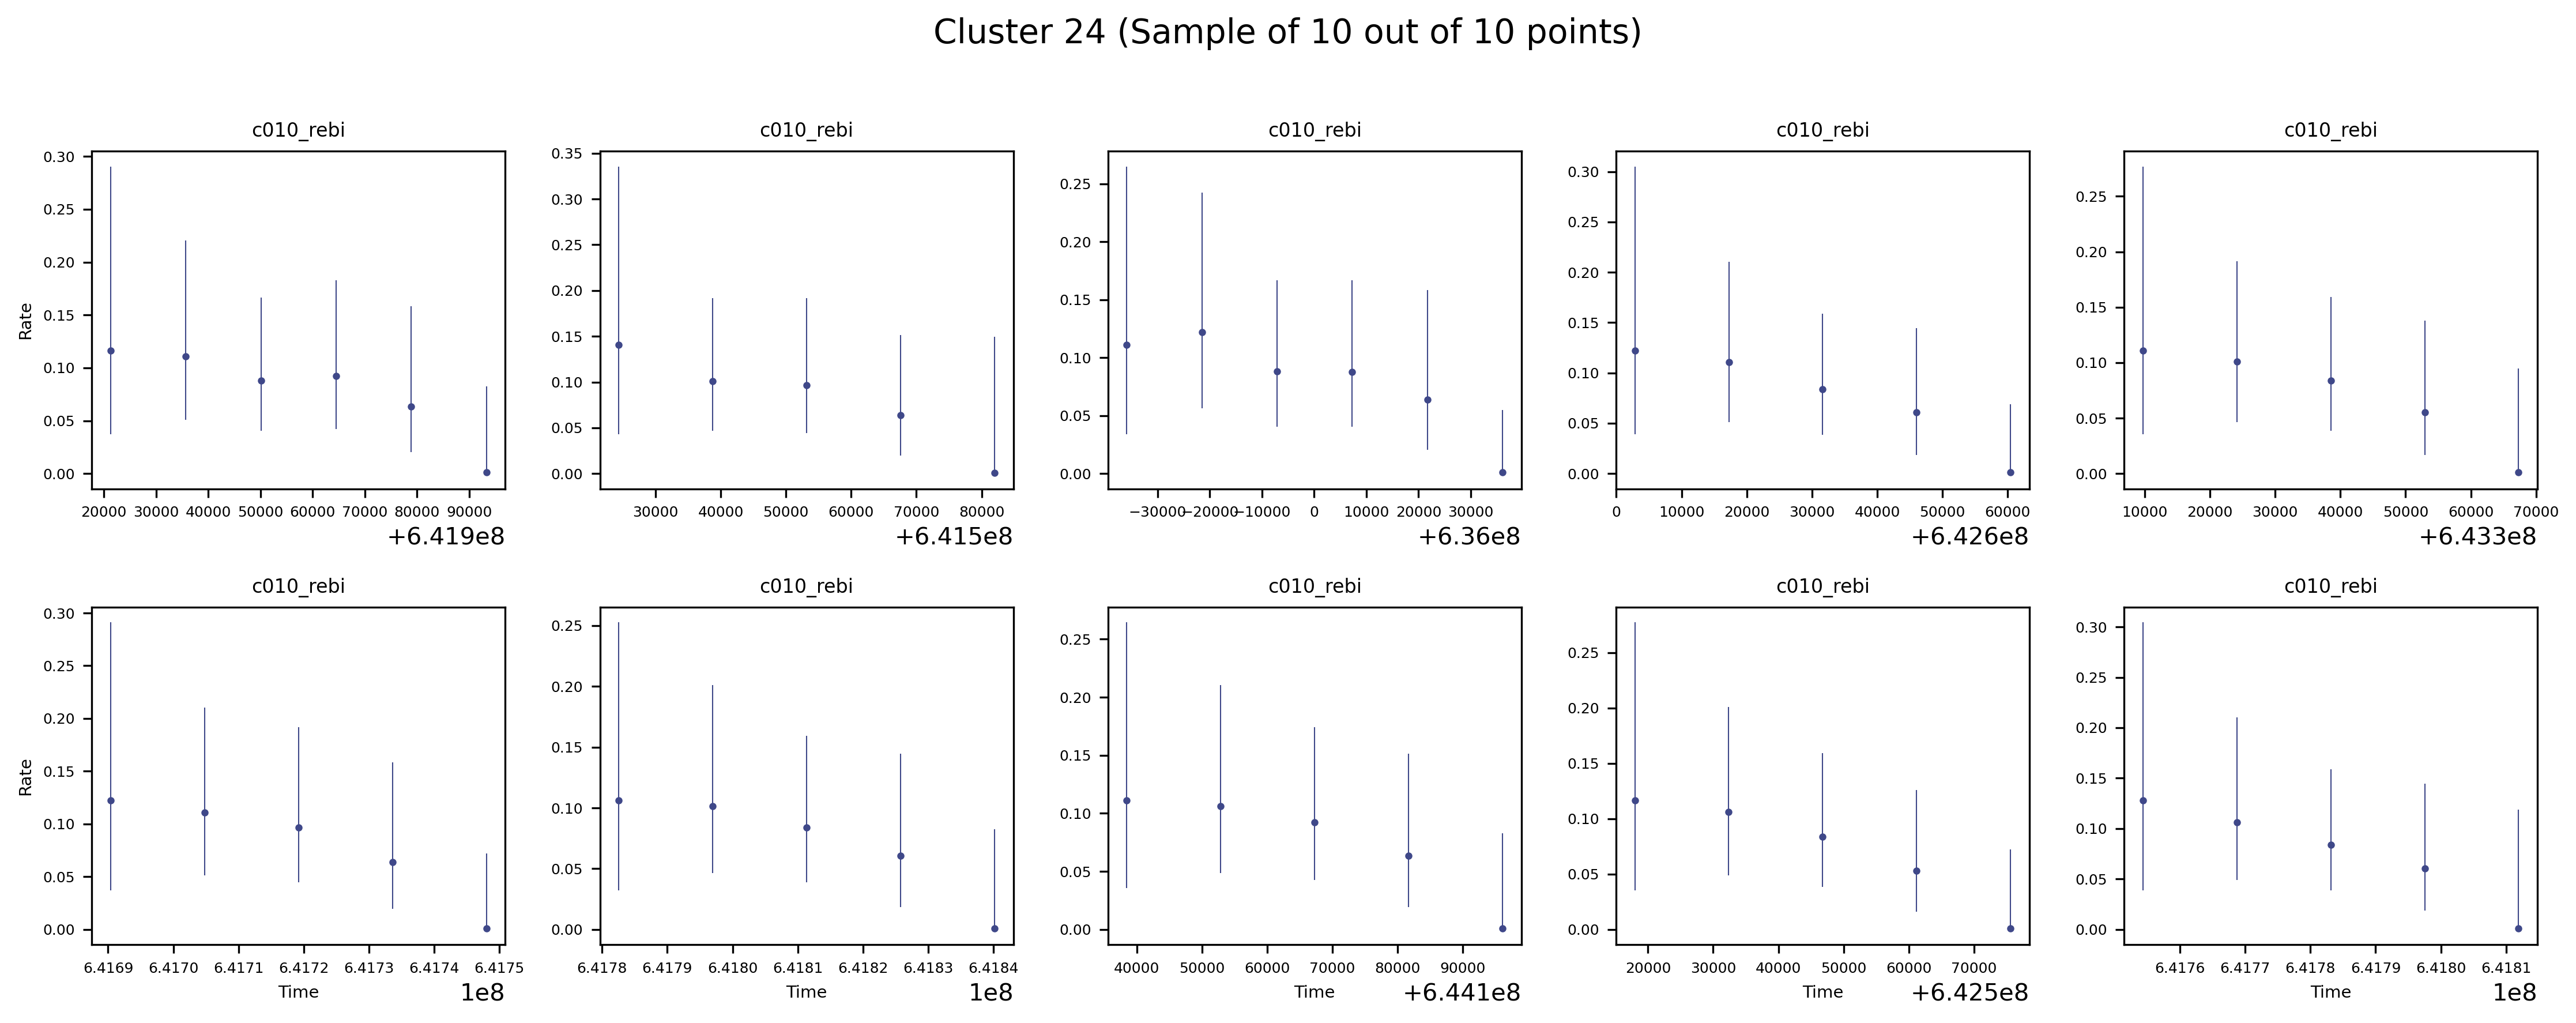 Cluster 24 (Sample of 10 out of 10 points)
c010_rebi c010_rebi c010_rebi c010_rebi c010_rebi
Rate
0.30
0.25
0.20
0.15
0.10
0.05
0.00
20000 30000 40000 50000 60000 70000 80000 90000
+6.419e8
0.35
0.30
0.25
0.20
0.15
0.10
0.05
0.00
30000 40000 50000 60000 70000 80000
+6.415e8
0.25
0.20
0.15
0.10
0.05
0.00
−30000 −20000 −10000 0 10000 20000 30000
+6.36e8
0.30
0.25
0.20
0.15
0.10
0.05
0.00
0 10000 20000 30000 40000 50000 60000
+6.426e8
0.25
0.20
0.15
0.10
0.05
0.00
10000 20000 30000 40000 50000 60000 70000
+6.433e8
c010_rebi c010_rebi c010_rebi c010_rebi c010_rebi
Rate
0.30
0.25
0.20
0.15
0.10
0.05
0.00
6.4169 6.4170 6.4171 6.4172 6.4173 6.4174 6.4175
Time 1e8
0.25
0.20
0.15
0.10
0.05
0.00
6.4178 6.4179 6.4180 6.4181 6.4182 6.4183 6.4184
Time 1e8
0.25
0.20
0.15
0.10
0.05
0.00
40000 50000 60000 70000 80000 90000
Time +6.441e8
0.25
0.20
0.15
0.10
0.05
0.00
20000 30000 40000 50000 60000 70000
Time +6.425e8
0.30
0.25
0.20
0.15
0.10
0.05
0.00
6.4176 6.4177 6.4178 6.4179 6.4180 6.4181
Time 1e8